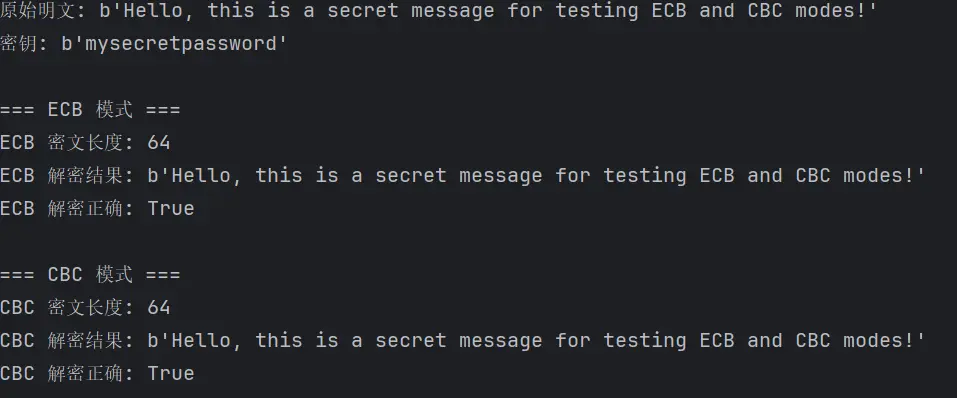 原始明文: b'Hello, this is a secret message for testing ECB and CBC modes!'
密钥: b'mysecretpassword'
=== ECB 模式 ===
ECB 密文长度: 64
ECB 解密结果: b'Hello, this is a secret message for testing ECB and CBC modes!'
ECB 解密正确: True
=== CBC 模式 ===
CBC 密文长度: 64
CBC 解密结果: b'Hello, this is a secret message for testing ECB and CBC modes!'
CBC 解密正确: True